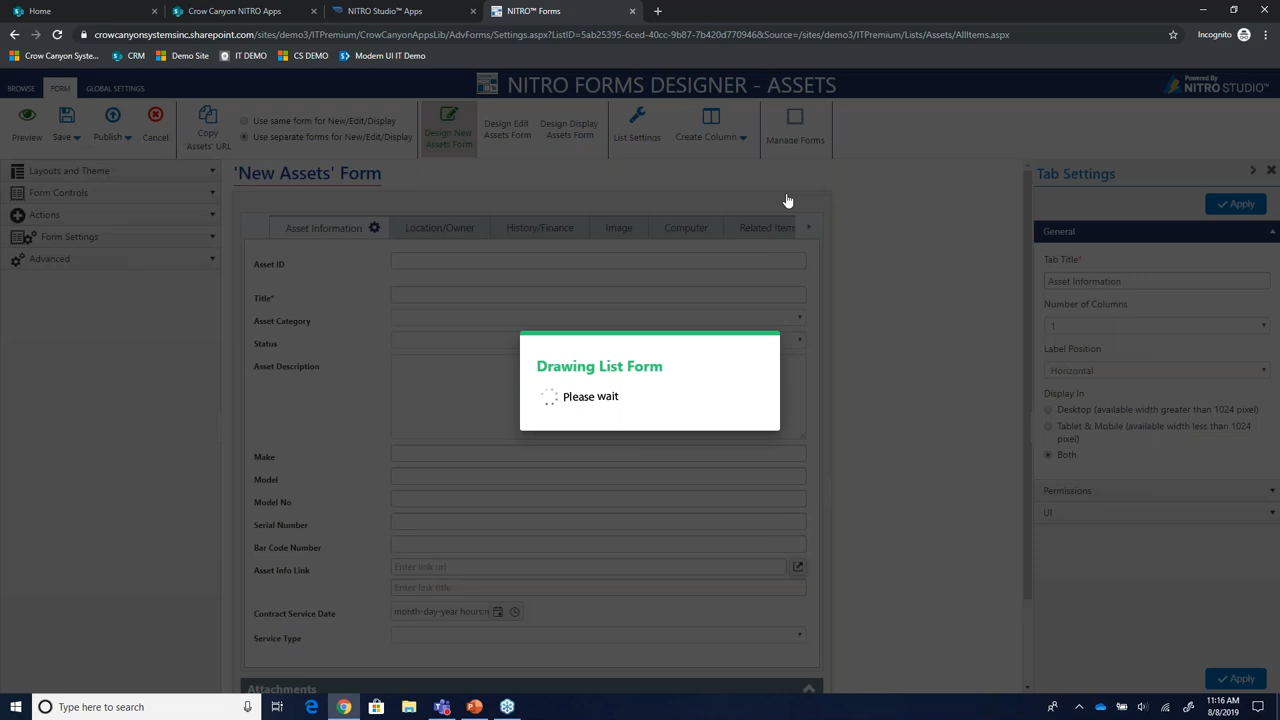 Home
Crow Canyon NITRO Apps
NITRO Studio™ Apps
NITRO™ Forms
crowcanyonsystemsinc.sharepoint.com/sites/demo3/ITPremium/CrowCanyonAppsLib/AdvForms/Settings.aspx?ListID=5ab25395-6ced-40cc-9b87-7b420d770946&Source=/sites/demo3/ITPremium/Lists/Assets/AllItems.aspx
Incognito
Crow Canyon Syste...
CRM
Demo Site
IT DEMO
CS DEMO
Modern UI IT Demo
BROWSE
FORM
GLOBAL SETTINGS
NITRO FORMS DESIGNER - ASSETS
Powered By
NITRO STUDIO™
Preview
Save
Publish
Cancel
Copy
'Assets' URL
Use same form for New/Edit/Display
Use separate forms for New/Edit/Display
Design New
Assets Form
Design Edit
Assets Form
Design Display
Assets Form
List Settings
Create Column
Manage Forms
Layouts and Theme
Form Controls
Actions
Form Settings
Advanced
'New Assets' Form
Asset Information
Location/Owner
History/Finance
Image
Computer
Related Items
Asset ID
Title*
Asset Category
Status
Asset Description
Make
Model
Model No
Serial Number
Bar Code Number
Asset Info Link
Enter link url
Enter link title
Contract Service Date
month-day-year hours:n
Service Type
Attachments
Drawing List Form
Please wait
Tab Settings
Apply
General
Tab Title*
Asset Information
Number of Columns
1
Label Position
Horizontal
Display In
Desktop (available width greater than 1024 pixel)
Tablet & Mobile (available width less than 1024
pixel)
Both
Permissions
UI
Apply
Type here to search
11:16 AM
8/8/2019